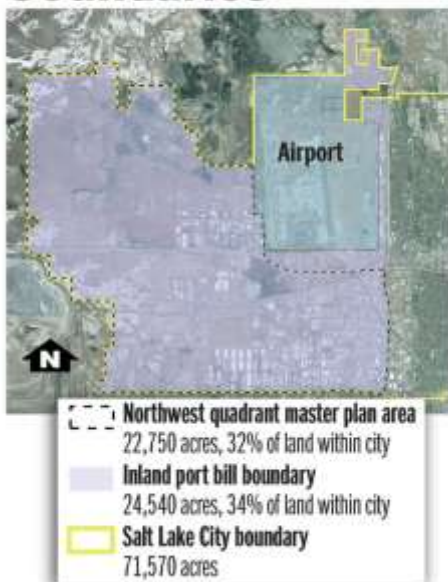 Airport
N
Northwest quadrant master plan area
22,750 acres, 32% of land within city
Inland port bill boundary
24,540 acres, 34% of land within city
Salt Lake City boundary
71,570 acres